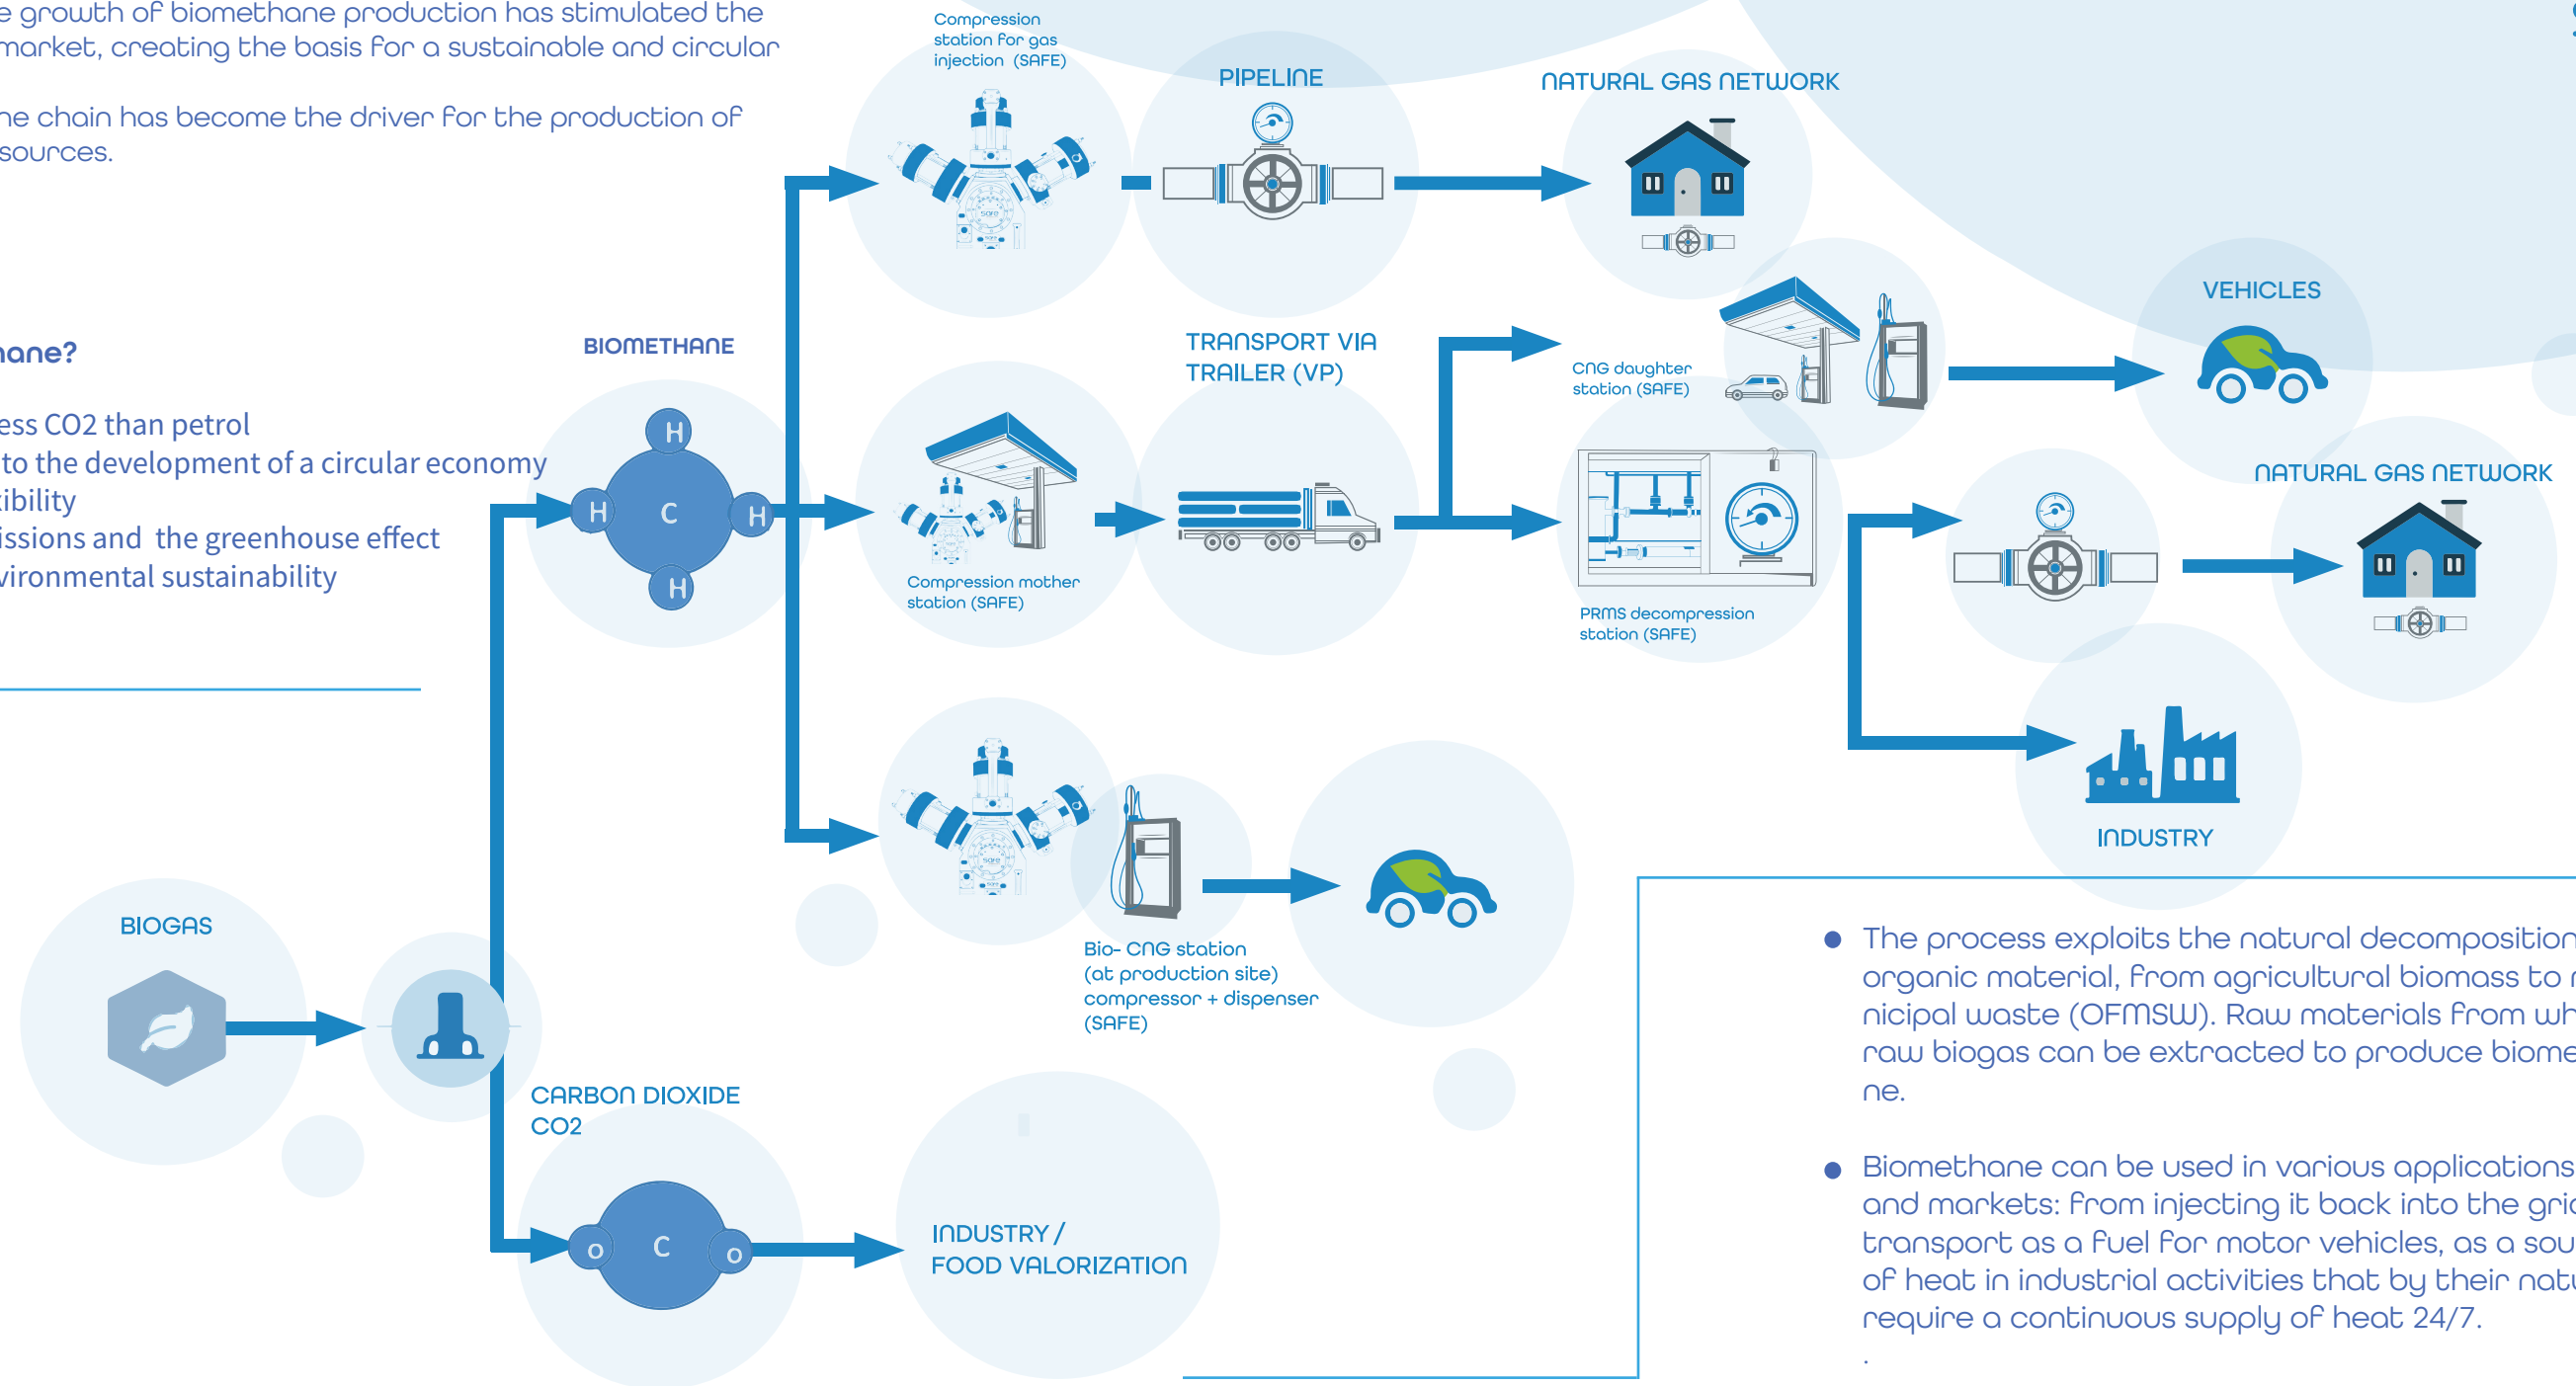 e growth of biomethane production has stimulated the
market, creating the basis for a sustainable and circular
ne chain has become the driver for the production of
sources.
nane?
ess CO2 than petrol
to the development of a circular economy
xibility
issions and the greenhouse effect
vironmental sustainability
BIOMETHANE
H
H
C
H
H
Compression
station for gas
injection (SAFE)
safe
PIPELINE
NATURAL GAS NETWORK
Compression mother
station (SAFE)
TRANSPORT VIA
TRAILER (VP)
CNG daughter
station (SAFE)
VEHICLES
PRMS decompression
station (SAFE)
NATURAL GAS NETWORK
INDUSTRY
safe
Bio- CNG station
(at production site)
compressor + dispenser
(SAFE)
BIOGAS
CARBON DIOXIDE
CO2
O
C
O
INDUSTRY /
FOOD VALORIZATION
The process exploits the natural decomposition
organic material, from agricultural biomass to
nicipal waste (OFMSW). Raw materials from wh
raw biogas can be extracted to produce biome
ne.
Biomethane can be used in various applications
and markets: from injecting it back into the grid
transport as a fuel for motor vehicles, as a sou
of heat in industrial activities that by their natu
require a continuous supply of heat 24/7.
.